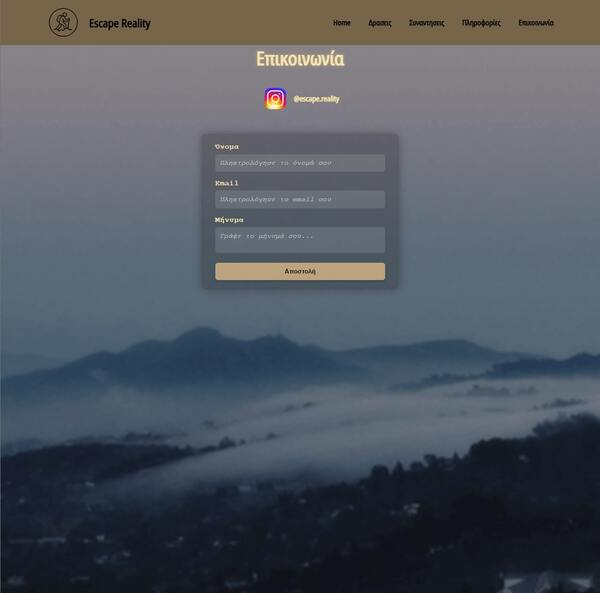 Escape Reality
Home Δρασεις Συναντησεις Πληροφορίες Επικοινωνία
Επικοινωνία
@escape.reality
Όνομα
Πληκτρολόγησε το όνομά σου
Email
Πληκτρολόγησε το email σου
Μήνυμα
Γράψε το μήνυμά σου...
Αποστολή